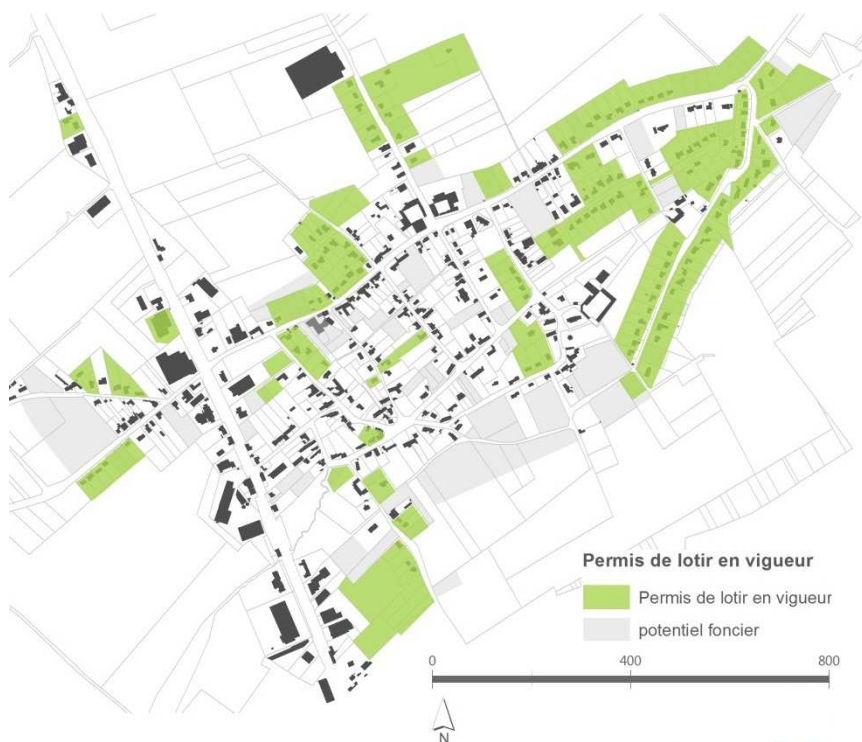 Permis de lotir en vigueur
Permis de lotir en vigueur
potentiel foncier
0 400 800
N